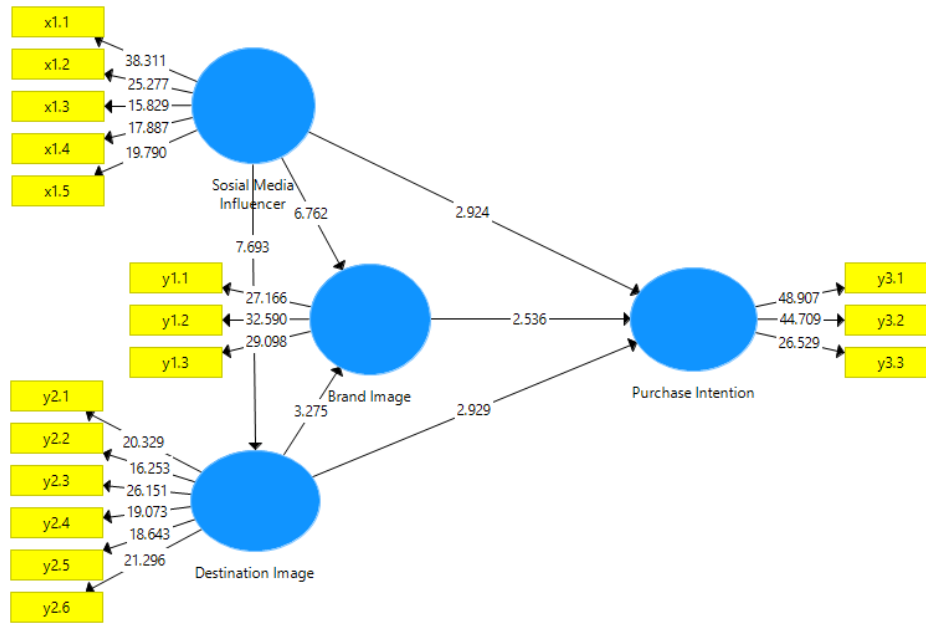 x1.1
38.311
x1.2
25.277
x1.3
15.829
x1.4
17.887
x1.5
19.790
Sosial Media
Influencer
6.762
2.924
7.693
y1.1
27.166
y1.2
32.590
y1.3
29.098
Brand Image
2.536
y3.1
48.907
y3.2
44.709
y3.3
26.529
Purchase Intention
3.275
2.929
y2.1
20.329
y2.2
16.253
y2.3
26.151
y2.4
19.073
y2.5
18.643
y2.6
21.296
Destination Image